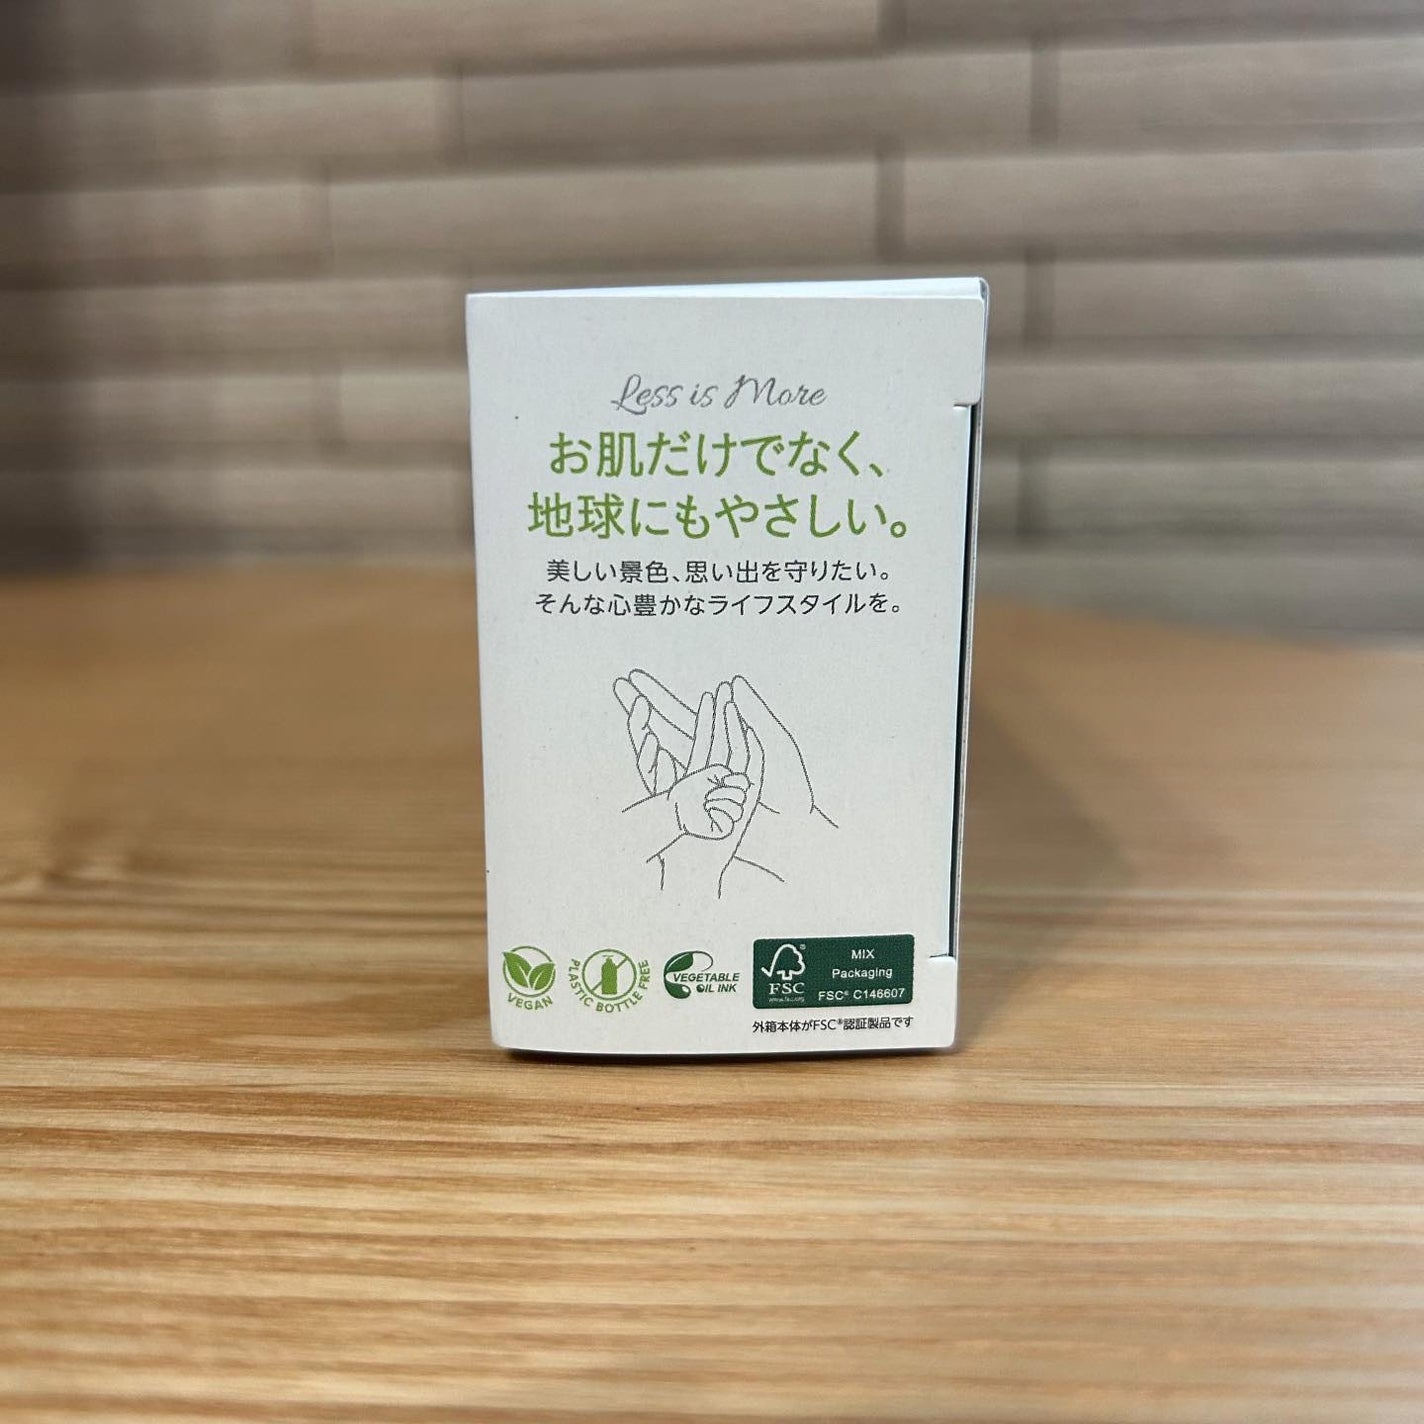 Less is More
お肌だけでなく、
地球にもやさしい。
美しい景色、思い出を守りたい。
そんな心豊かなライフスタイルを。
VEGAN
PLASTIC BOTTLE FREE
VEGETABLE
OIL INK
FSC
www.fsc.org
MIX
Packaging
FSC® C146607
外箱本体がFSC®認証製品です